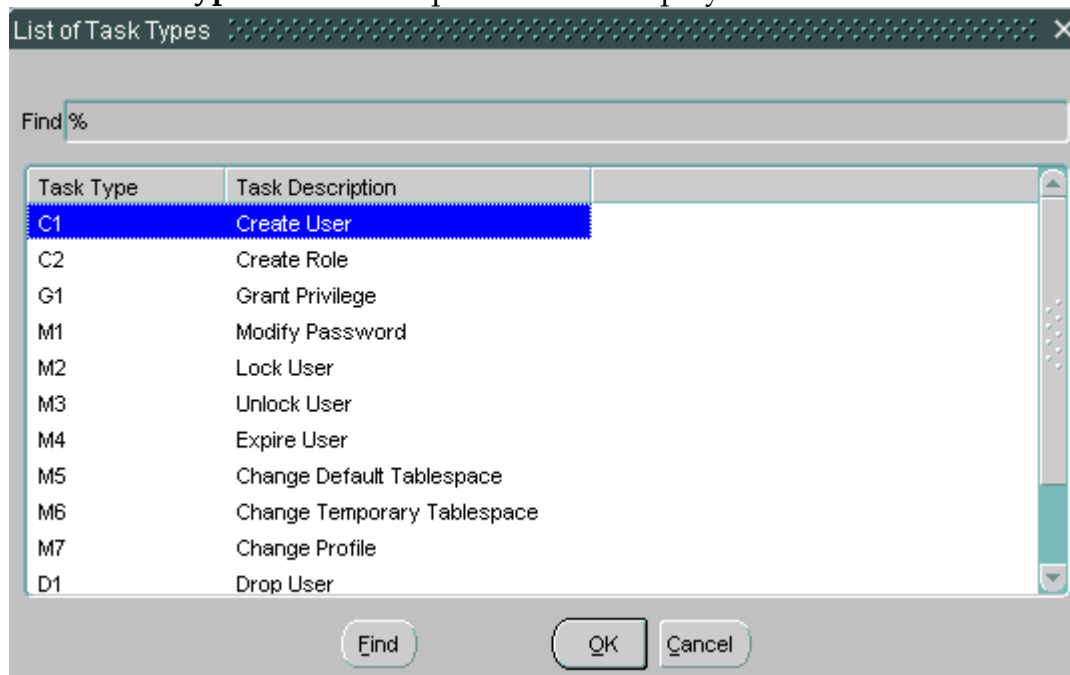 List of Task Types
Find %
Task Type Task Description
C1 Create User
C2 Create Role
G1 Grant Privilege
M1 Modify Password
M2 Lock User
M3 Unlock User
M4 Expire User
M5 Change Default Tablespace
M6 Change Temporary Tablespace
M7 Change Profile
D1 Drop User
Find OK Cancel